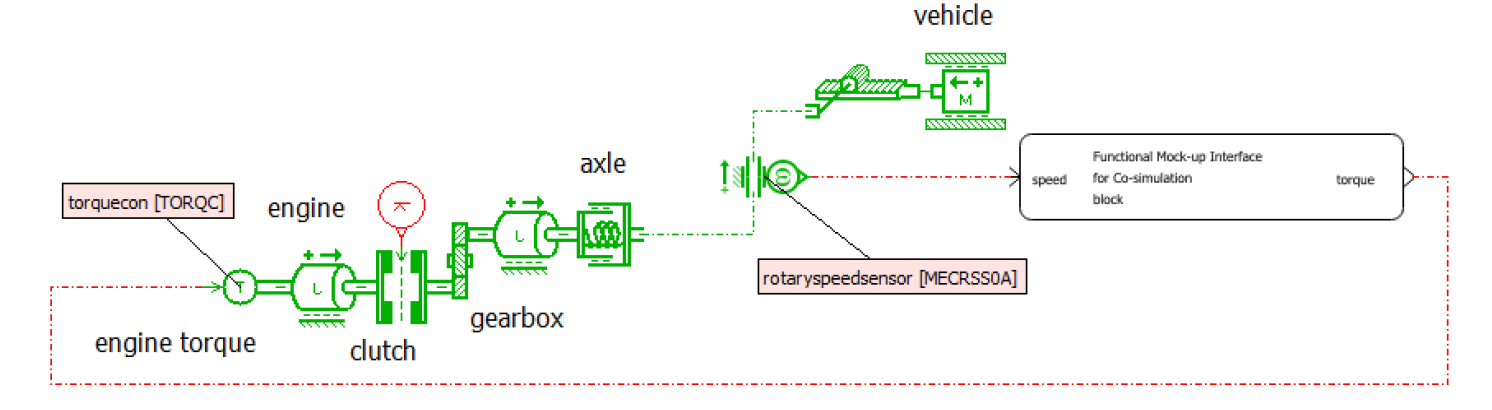 vehicle
Functional Mock-up Interface
for Co-simulation
block
speed
torque
axle
torquecon [TORQC]
engine
K
+
M
ω
+
+
J
rotaryspeedsensor [MECRSS0A]
+
T
J
gearbox
engine torque
clutch